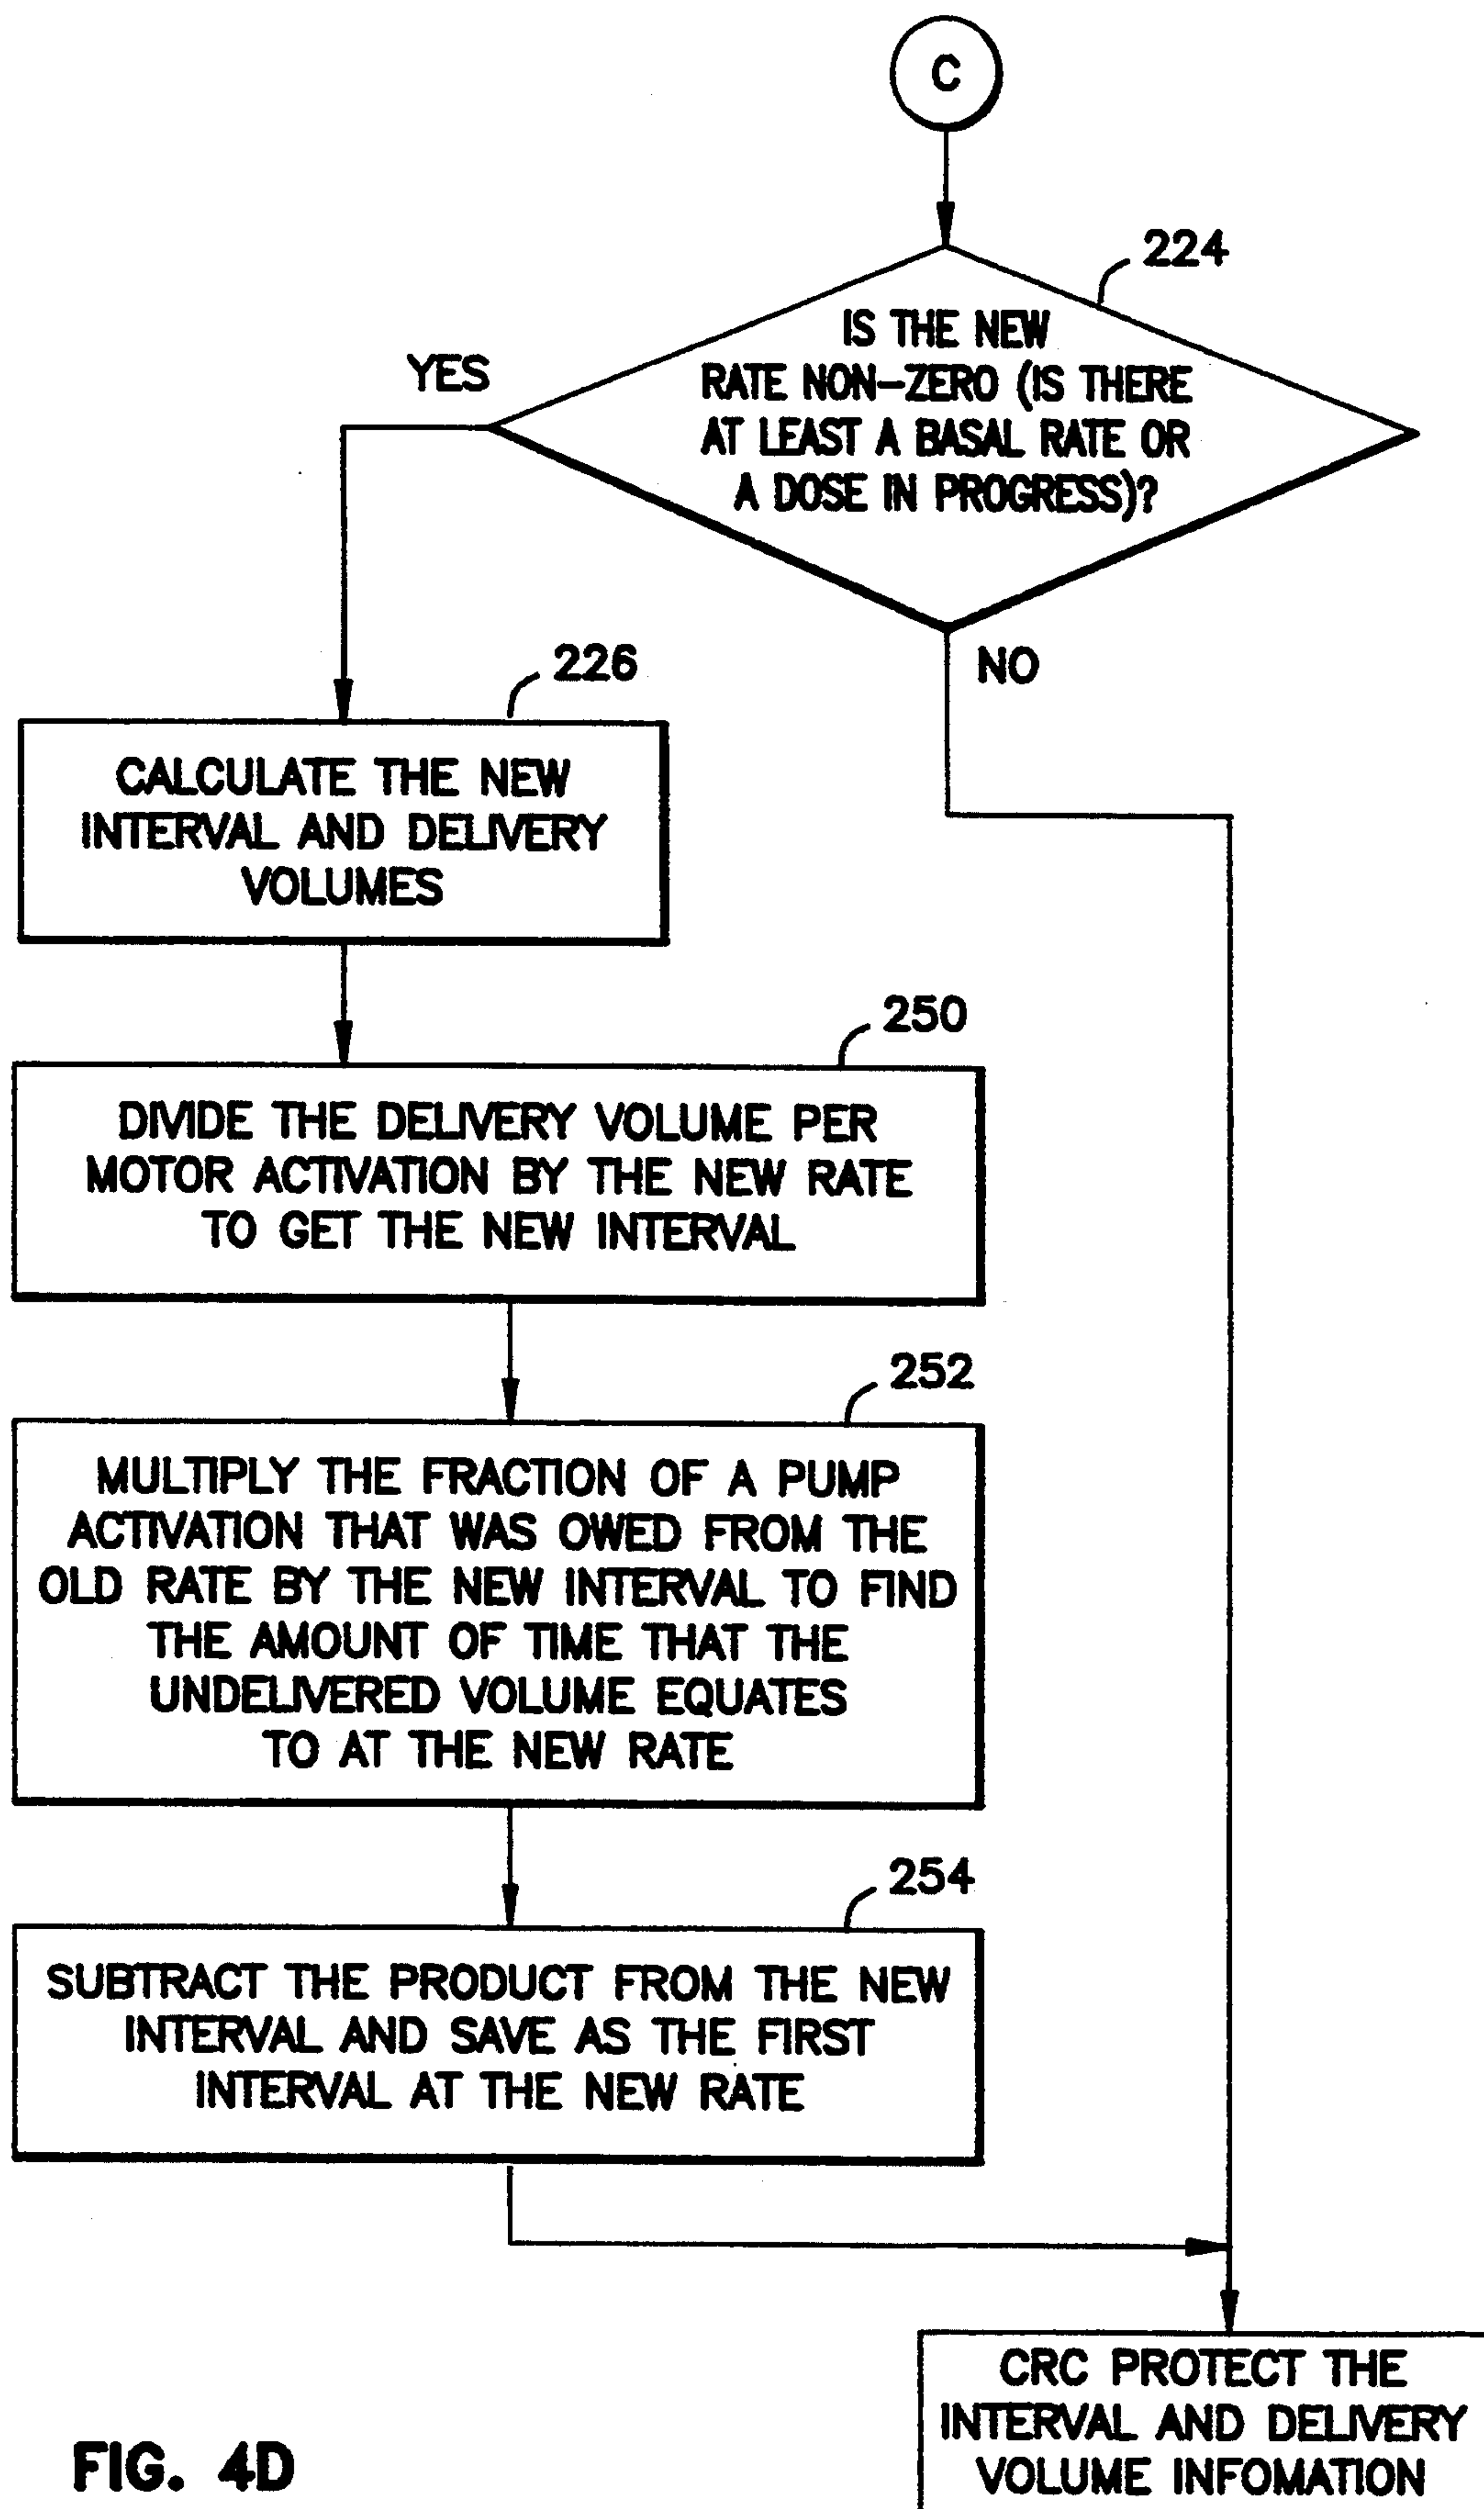 C
224
IS THE NEW
RATE NON-ZERO (IS THERE
AT LEAST A BASAL RATE OR
A DOSE IN PROGRESS)?
YES
NO
226
CALCULATE THE NEW
INTERVAL AND DELIVERY
VOLUMES
250
DIVIDE THE DELIVERY VOLUME PER
MOTOR ACTIVATION BY THE NEW RATE
TO GET THE NEW INTERVAL
252
MULTIPLY THE FRACTION OF A PUMP
ACTIVATION THAT WAS OWED FROM THE
OLD RATE BY THE NEW INTERVAL TO FIND
THE AMOUNT OF TIME THAT THE
UNDELIVERED VOLUME EQUATES
TO AT THE NEW RATE
254
SUBTRACT THE PRODUCT FROM THE NEW
INTERVAL AND SAVE AS THE FIRST
INTERVAL AT THE NEW RATE
CRC PROTECT THE
INTERVAL AND DELIVERY
VOLUME INFOMATION
FIG. 4D